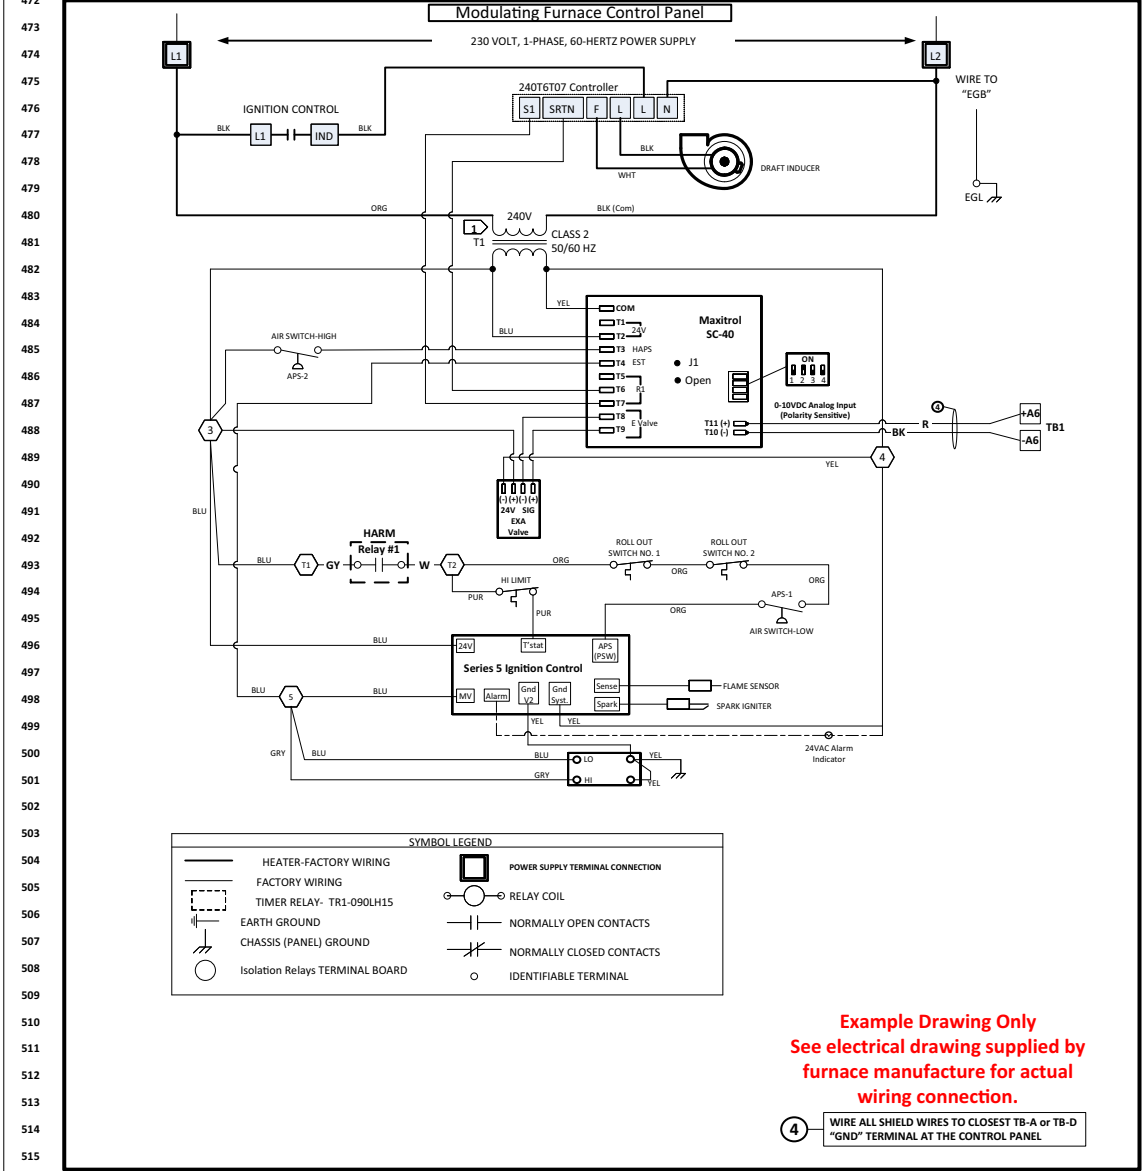 Modulating Furnace Control Panel
472
473
474
475
476
477
478
479
480
481
482
483
484
485
486
487
488
489
490
491
492
493
494
495
496
497
498
499
500
501
502
503
504
505
506
507
508
509
510
511
512
513
514
515
L1
230 VOLT, 1-PHASE, 60-HERTZ POWER SUPPLY
L2
WIRE TO
"EGB"
EGL
240T6T07 Controller
S1 SRTN F L L N
IGNITION CONTROL
BLK L1 IND BLK
BLK
WHT
DRAFT INDUCER
ORG
240V
BLK (Com)
1
T1
CLASS 2
50/60 HZ
YEL
BLU
COM
T1
T2
24V
T3 HAPS
T4 EST
T5
T6
R1
T7
T8
T9
E Valve
Maxitrol
SC-40
J1
Open
ON
1 2 3 4
T11 (+)
T10 (-)
0-10VDC Analog Input
(Polarity Sensitive)
4
R
BK
+A6
-A6
TB1
AIR SWITCH-HIGH
APS-2
3
4
YEL
(-) (+) (-) (+)
24V SIG
EXA
Valve
BLU
BLU
T1
GY
HARM
Relay #1
W
T2
ORG
ROLL OUT
SWITCH NO. 1
ORG
ROLL OUT
SWITCH NO. 2
ORG
PUR
HI LIMIT
PUR
ORG
APS-1
AIR SWITCH-LOW
BLU
24V
T'stat
APS
(PSW)
Series 5 Ignition Control
MV
Alarm
Gnd
V2
Gnd
Syst.
Sense
Spark
FLAME SENSOR
SPARK IGNITER
BLU
5
BLU
YEL
YEL
24VAC Alarm
Indicator
GRY
BLU
BLU
LO
YEL
GRY
HI
YEL
SYMBOL LEGEND
HEATER-FACTORY WIRING
FACTORY WIRING
TIMER RELAY- TR1-090LH15
EARTH GROUND
CHASSIS (PANEL) GROUND
Isolation Relays TERMINAL BOARD
POWER SUPPLY TERMINAL CONNECTION
RELAY COIL
NORMALLY OPEN CONTACTS
NORMALLY CLOSED CONTACTS
IDENTIFIABLE TERMINAL
Example Drawing Only
See electrical drawing supplied by
furnace manufacture for actual
wiring connection.
4
WIRE ALL SHIELD WIRES TO CLOSEST TB-A or TB-D
"GND" TERMINAL AT THE CONTROL PANEL